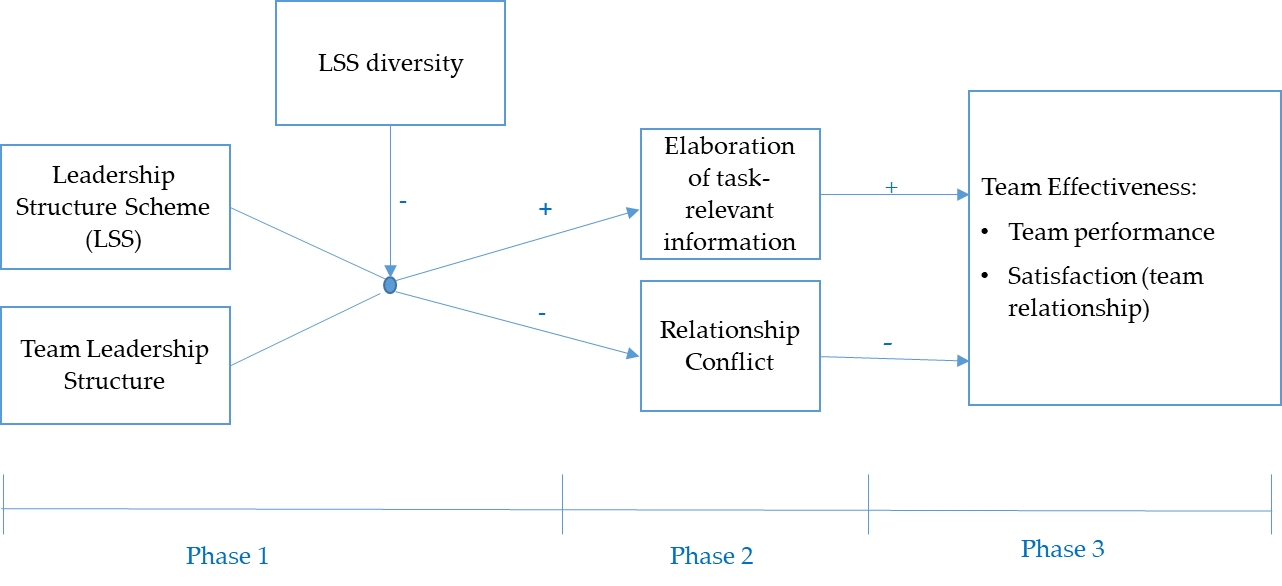 LSS diversity
Leadership
Structure Scheme
(LSS)
Team Leadership
Structure
-
+
-
Elaboration
of task-
relevant
information
Relationship
Conflict
+
-
Team Effectiveness:
• Team performance
• Satisfaction (team
relationship)
Phase 1
Phase 2
Phase 3